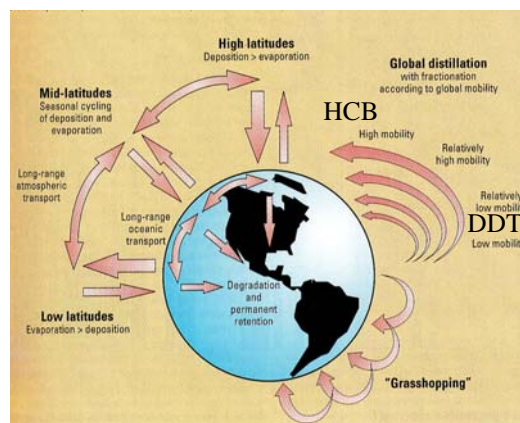 High latitudes
Deposition > evaporation
Global distillation
with fractionation
according to global mobility
Mid-latitudes
Seasonal cycling
of deposition and
evaporation
HCB
High mobility
Relatively
high mobility
Long-range
atmospheric
transport
Relatively
low mobili
Long-range
oceanic
transport
DDT
Low mobili
Degradation
and
permanent
retention
Low latitudes
Evaporation > deposition
"Grasshopping"